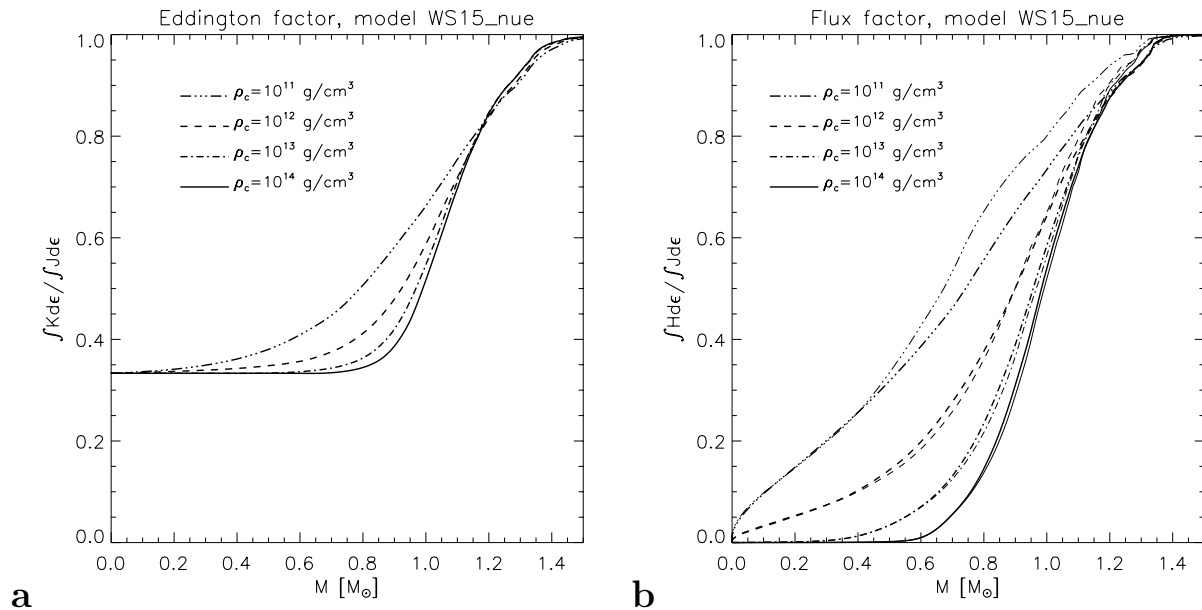 Eddington factor, model WS15_nue
1.0
0.8
0.6
0.4
0.2
0.0
∫Kdϵ/∫Jdϵ
ρc=10¹¹ g/cm³
ρc=10¹² g/cm³
ρc=10¹³ g/cm³
ρc=10¹⁴ g/cm³
0.0 0.2 0.4 0.6 0.8 1.0 1.2 1.4
M [M⊙]
a
Flux factor, model WS15_nue
1.0
0.8
0.6
0.4
0.2
0.0
∫Hdϵ/∫Jdϵ
ρc=10¹¹ g/cm³
ρc=10¹² g/cm³
ρc=10¹³ g/cm³
ρc=10¹⁴ g/cm³
0.0 0.2 0.4 0.6 0.8 1.0 1.2 1.4
M [M⊙]
b